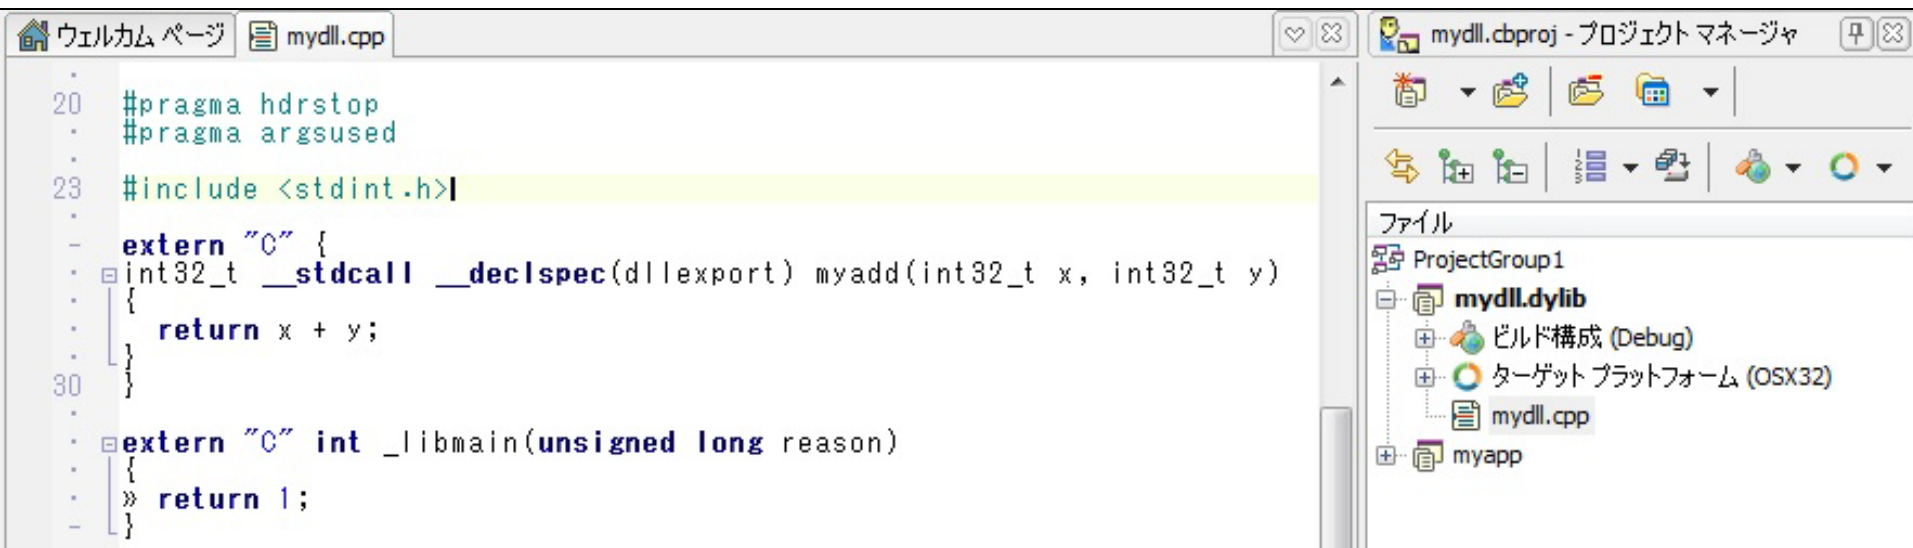 ウェルカム ページ
mydll.cpp
20 #pragma hdrstop
#pragma argsused
23 #include <stdint.h>
extern "C" {
int32_t __stdcall __declspec(dllexport) myadd(int32_t x, int32_t y)
{
return x + y;
}
30 }
extern "C" int _libmain(unsigned long reason)
{
» return 1;
}
mydll.cbproj - プロジェクト マネージャ
ファイル
ProjectGroup1
mydll.dylib
ビルド構成 (Debug)
ターゲット プラットフォーム (OSX32)
mydll.cpp
myapp